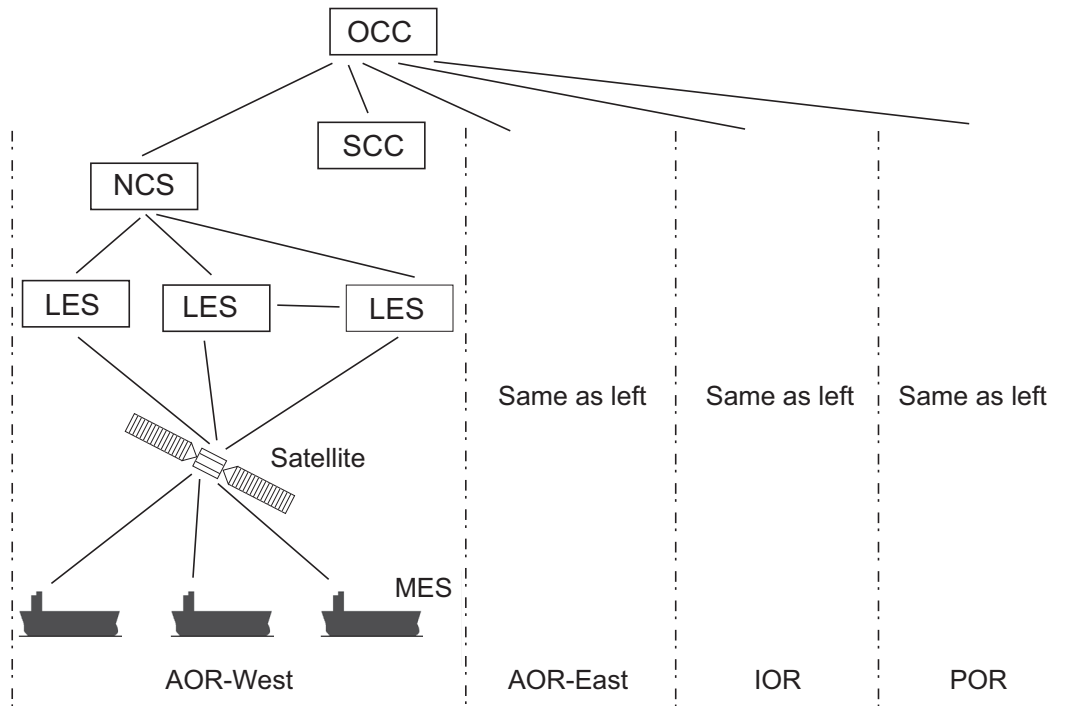 OCC
SCC
NCS
LES
LES
LES
Same as left
Same as left
Same as left
Satellite
MES
AOR-West
AOR-East
IOR
POR